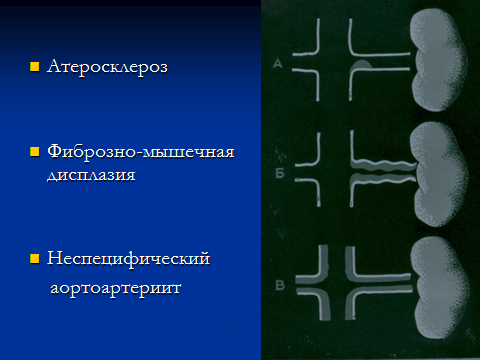 Атеросклероз
Фиброзно-мышечная
дисплазия
Неспецифический
аортоартериит
А
Б
В